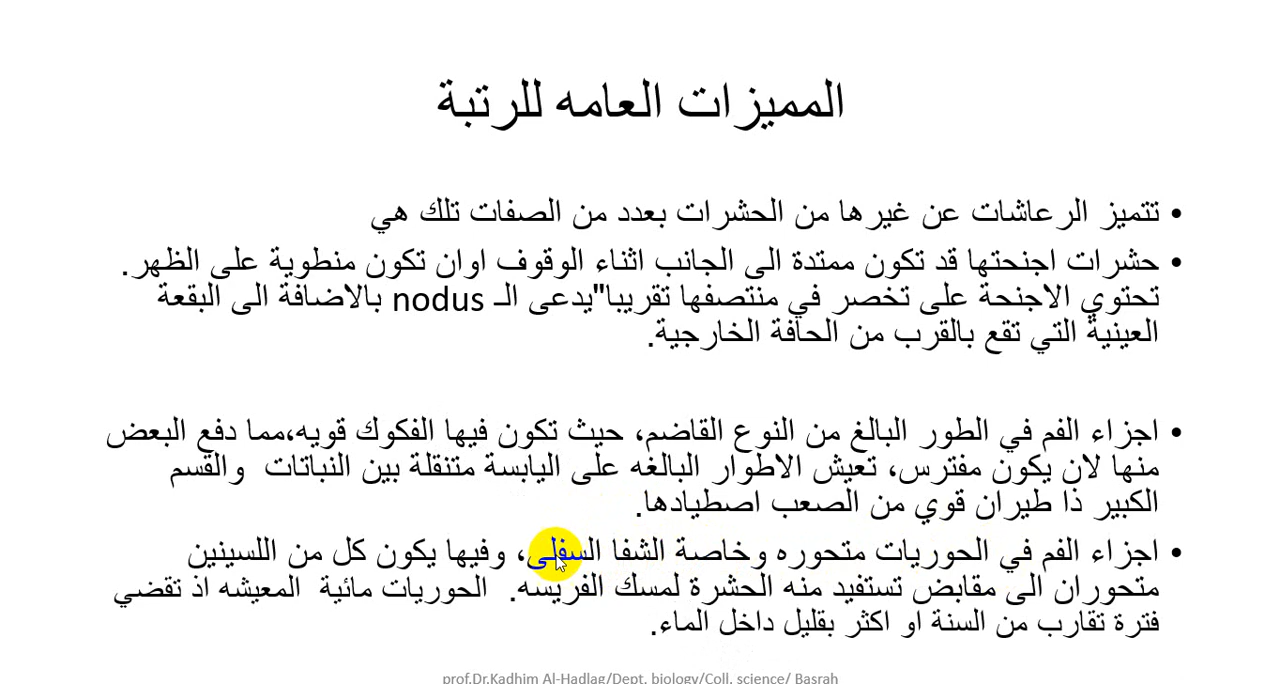 المميزات العامه للرتبة
• تتميز الرعاشات عن غيرها من الحشرات بعدد من الصفات تلك هي
• حشرات اجنحتها قد تكون ممتدة الى الجانب اثناء الوقوف اوان تكون منطوية على الظهر.
تحتوي الاجنحة على تخصر في منتصفها تقريبا"يدعى الـ nodus بالاضافة الى البقعة
العينية التي تقع بالقرب من الحافة الخارجية.
• اجزاء الفم في الطور البالغ من النوع القاضم، حيث تكون فيها الفكوك قويه،مما دفع البعض
منها لان يكون مفترس، تعيش الاطوار البالغه على اليابسة متنقلة بين النباتات والقسم
الكبير ذا طيران قوي من الصعب اصطيادها.
• اجزاء الفم في الحوريات متحوره وخاصة الشفا السفلى، وفيها يكون كل من اللسينين
متحوران الى مقابض تستفيد منه الحشرة لمسك الفريسه. الحوريات مائية المعيشه اذ تقضي
فترة تقارب من السنة او اكثر بقليل داخل الماء.
prof.Dr.Kadhim Al-Hadlag/Dept. biology/Coll. science/ Basrah